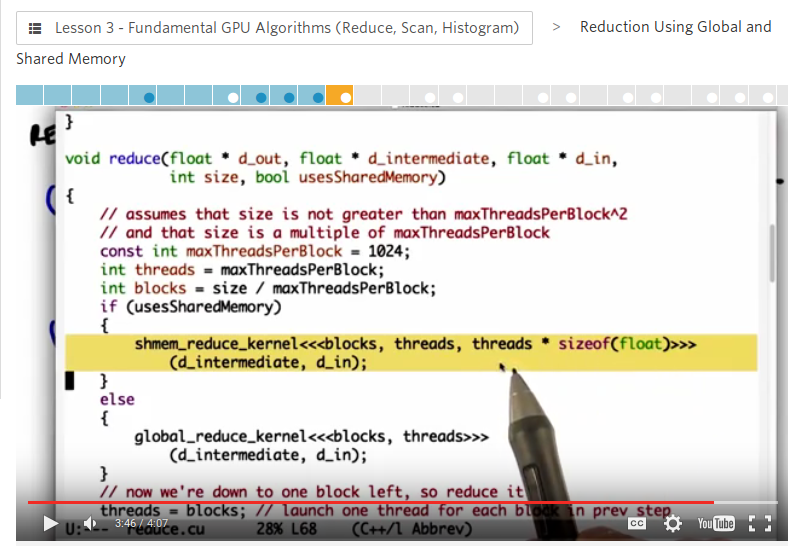 Lesson 3 - Fundamental GPU Algorithms (Reduce, Scan, Histogram) > Reduction Using Global and
Shared Memory
RE
}
void reduce(float * d_out, float * d_intermediate, float * d_in,
int size, bool usesSharedMemory)
{
// assumes that size is not greater than maxThreadsPerBlock^2
// and that size is a multiple of maxThreadsPerBlock
const int maxThreadsPerBlock = 1024;
int threads = maxThreadsPerBlock;
int blocks = size / maxThreadsPerBlock;
if (usesSharedMemory)
{
shmem_reduce_kernel<<<blocks, threads, threads * sizeof(float)>>>
(d_intermediate, d_in);
}
else
{
global_reduce_kernel<<<blocks, threads>>>
(d_intermediate, d_in);
}
// now we're down to one block left, so reduce it
threads = blocks; // launch one thread for each block in prev step
U:--- reduce.cu 28% L68 (C++/l Abbrev)
3:46 / 4:07 CC YouTube